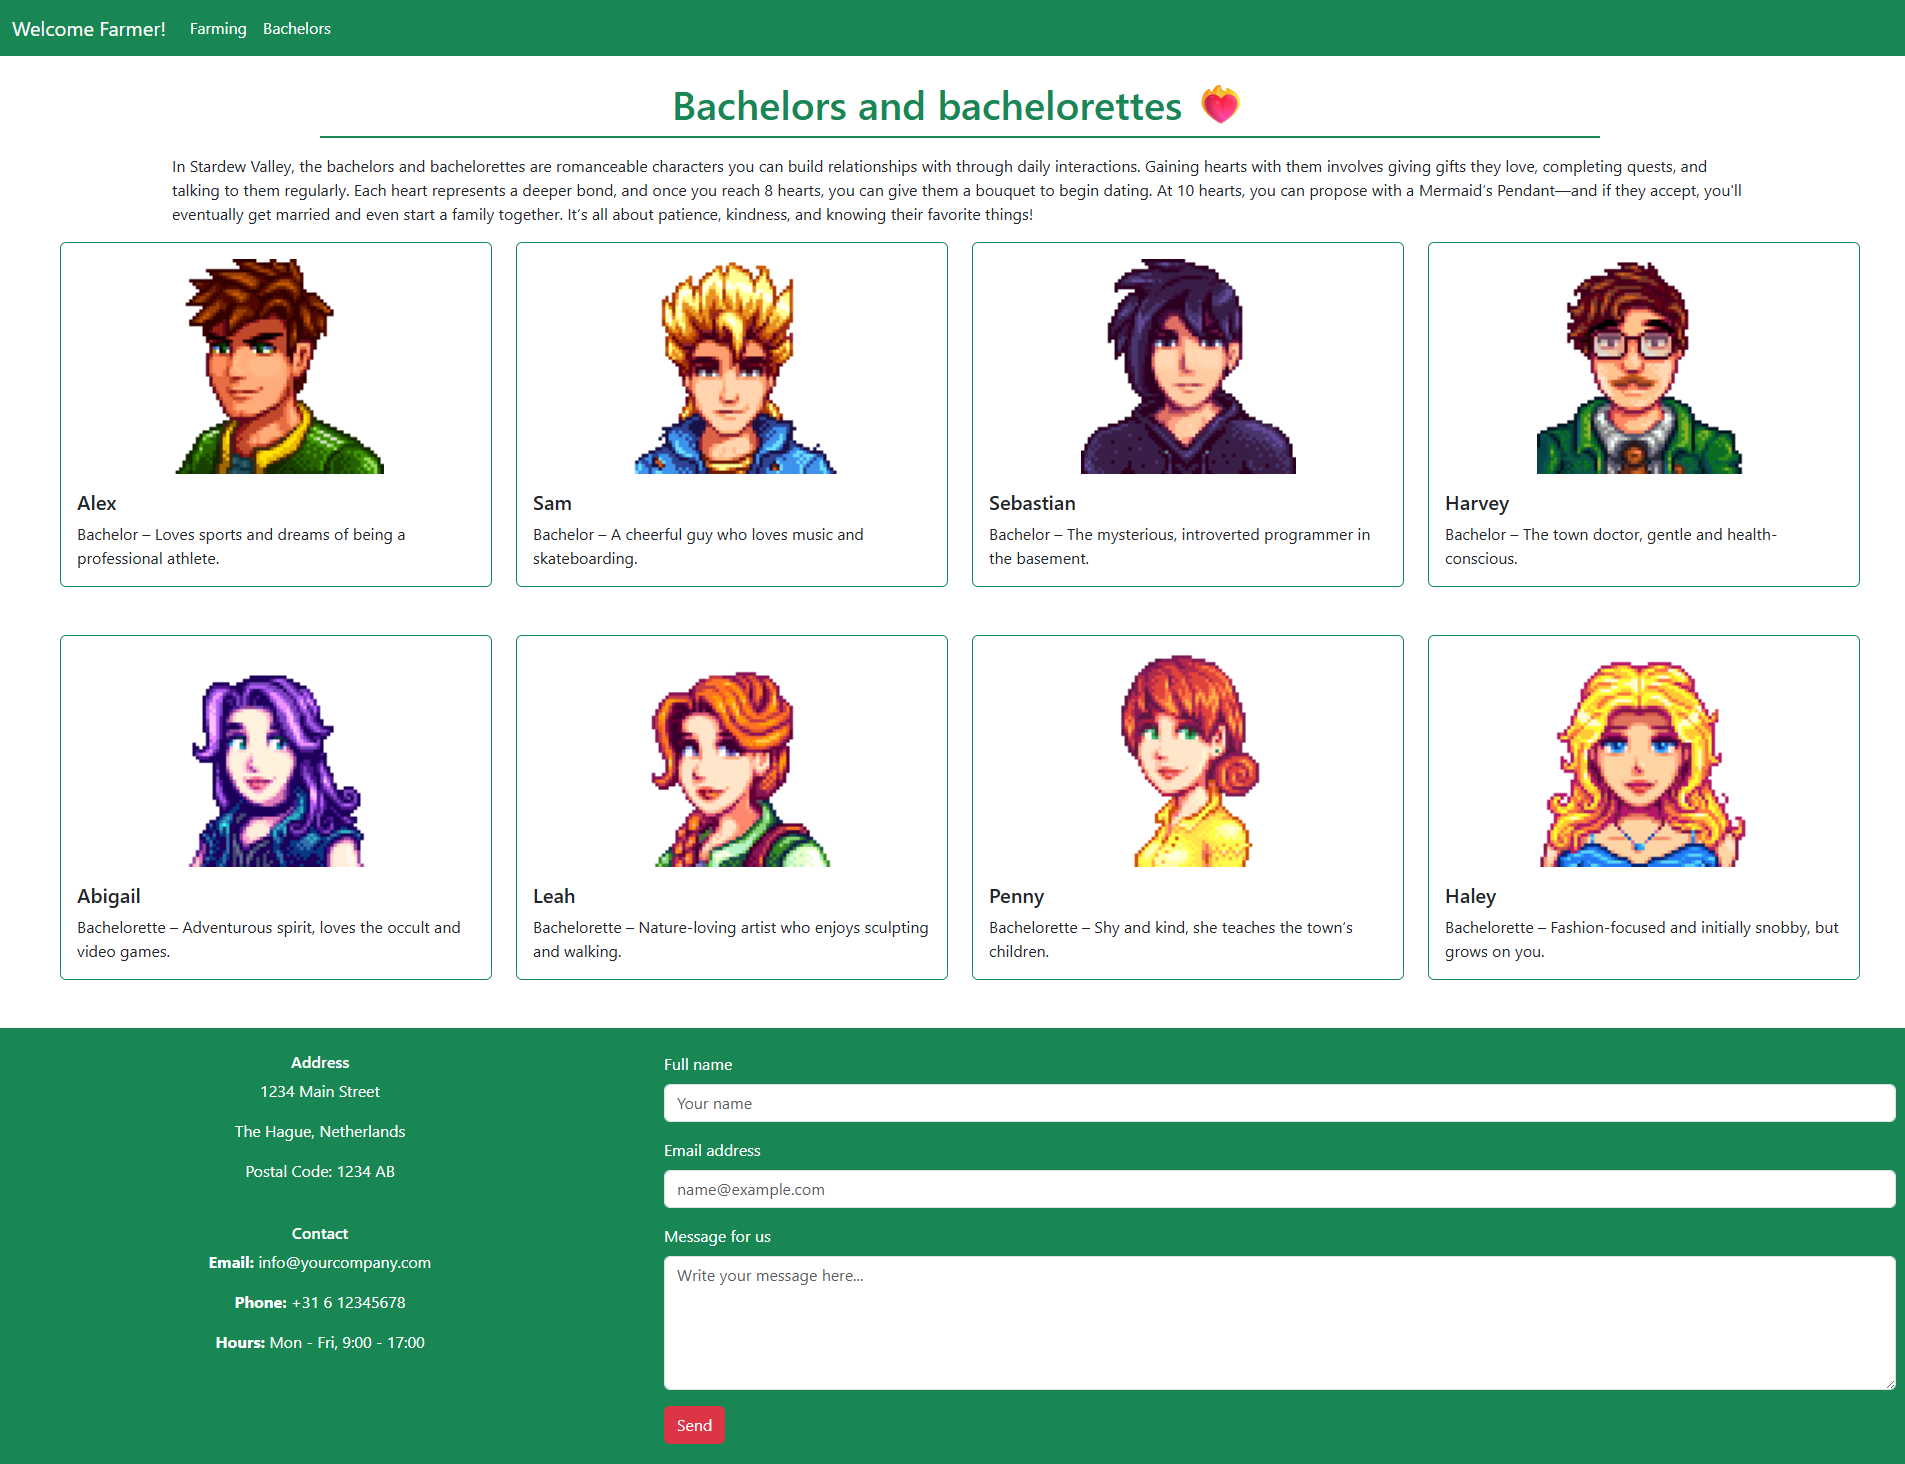 Welcome Farmer! Farming Bachelors
Bachelors and bachelorettes
In Stardew Valley, the bachelors and bachelorettes are romanceable characters you can build relationships with through daily interactions. Gaining hearts with them involves giving gifts they love, completing quests, and
talking to them regularly. Each heart represents a deeper bond, and once you reach 8 hearts, you can give them a bouquet to begin dating. At 10 hearts, you can propose with a Mermaid’s Pendant—and if they accept, you'll
eventually get married and even start a family together. It’s all about patience, kindness, and knowing their favorite things!
Alex
Bachelor – Loves sports and dreams of being a
professional athlete.
Sam
Bachelor – A cheerful guy who loves music and
skateboarding.
Sebastian
Bachelor – The mysterious, introverted programmer in
the basement.
Harvey
Bachelor – The town doctor, gentle and health-
conscious.
Abigail
Bachelorette – Adventurous spirit, loves the occult and
video games.
Leah
Bachelorette – Nature-loving artist who enjoys sculpting
and walking.
Penny
Bachelorette – Shy and kind, she teaches the town’s
children.
Haley
Bachelorette – Fashion-focused and initially snobby, but
grows on you.
Address
1234 Main Street
The Hague, Netherlands
Postal Code: 1234 AB
Contact
Email: info@yourcompany.com
Phone: +31 6 12345678
Hours: Mon - Fri, 9:00 - 17:00
Full name
Your name
Email address
name@example.com
Message for us
Write your message here...
Send